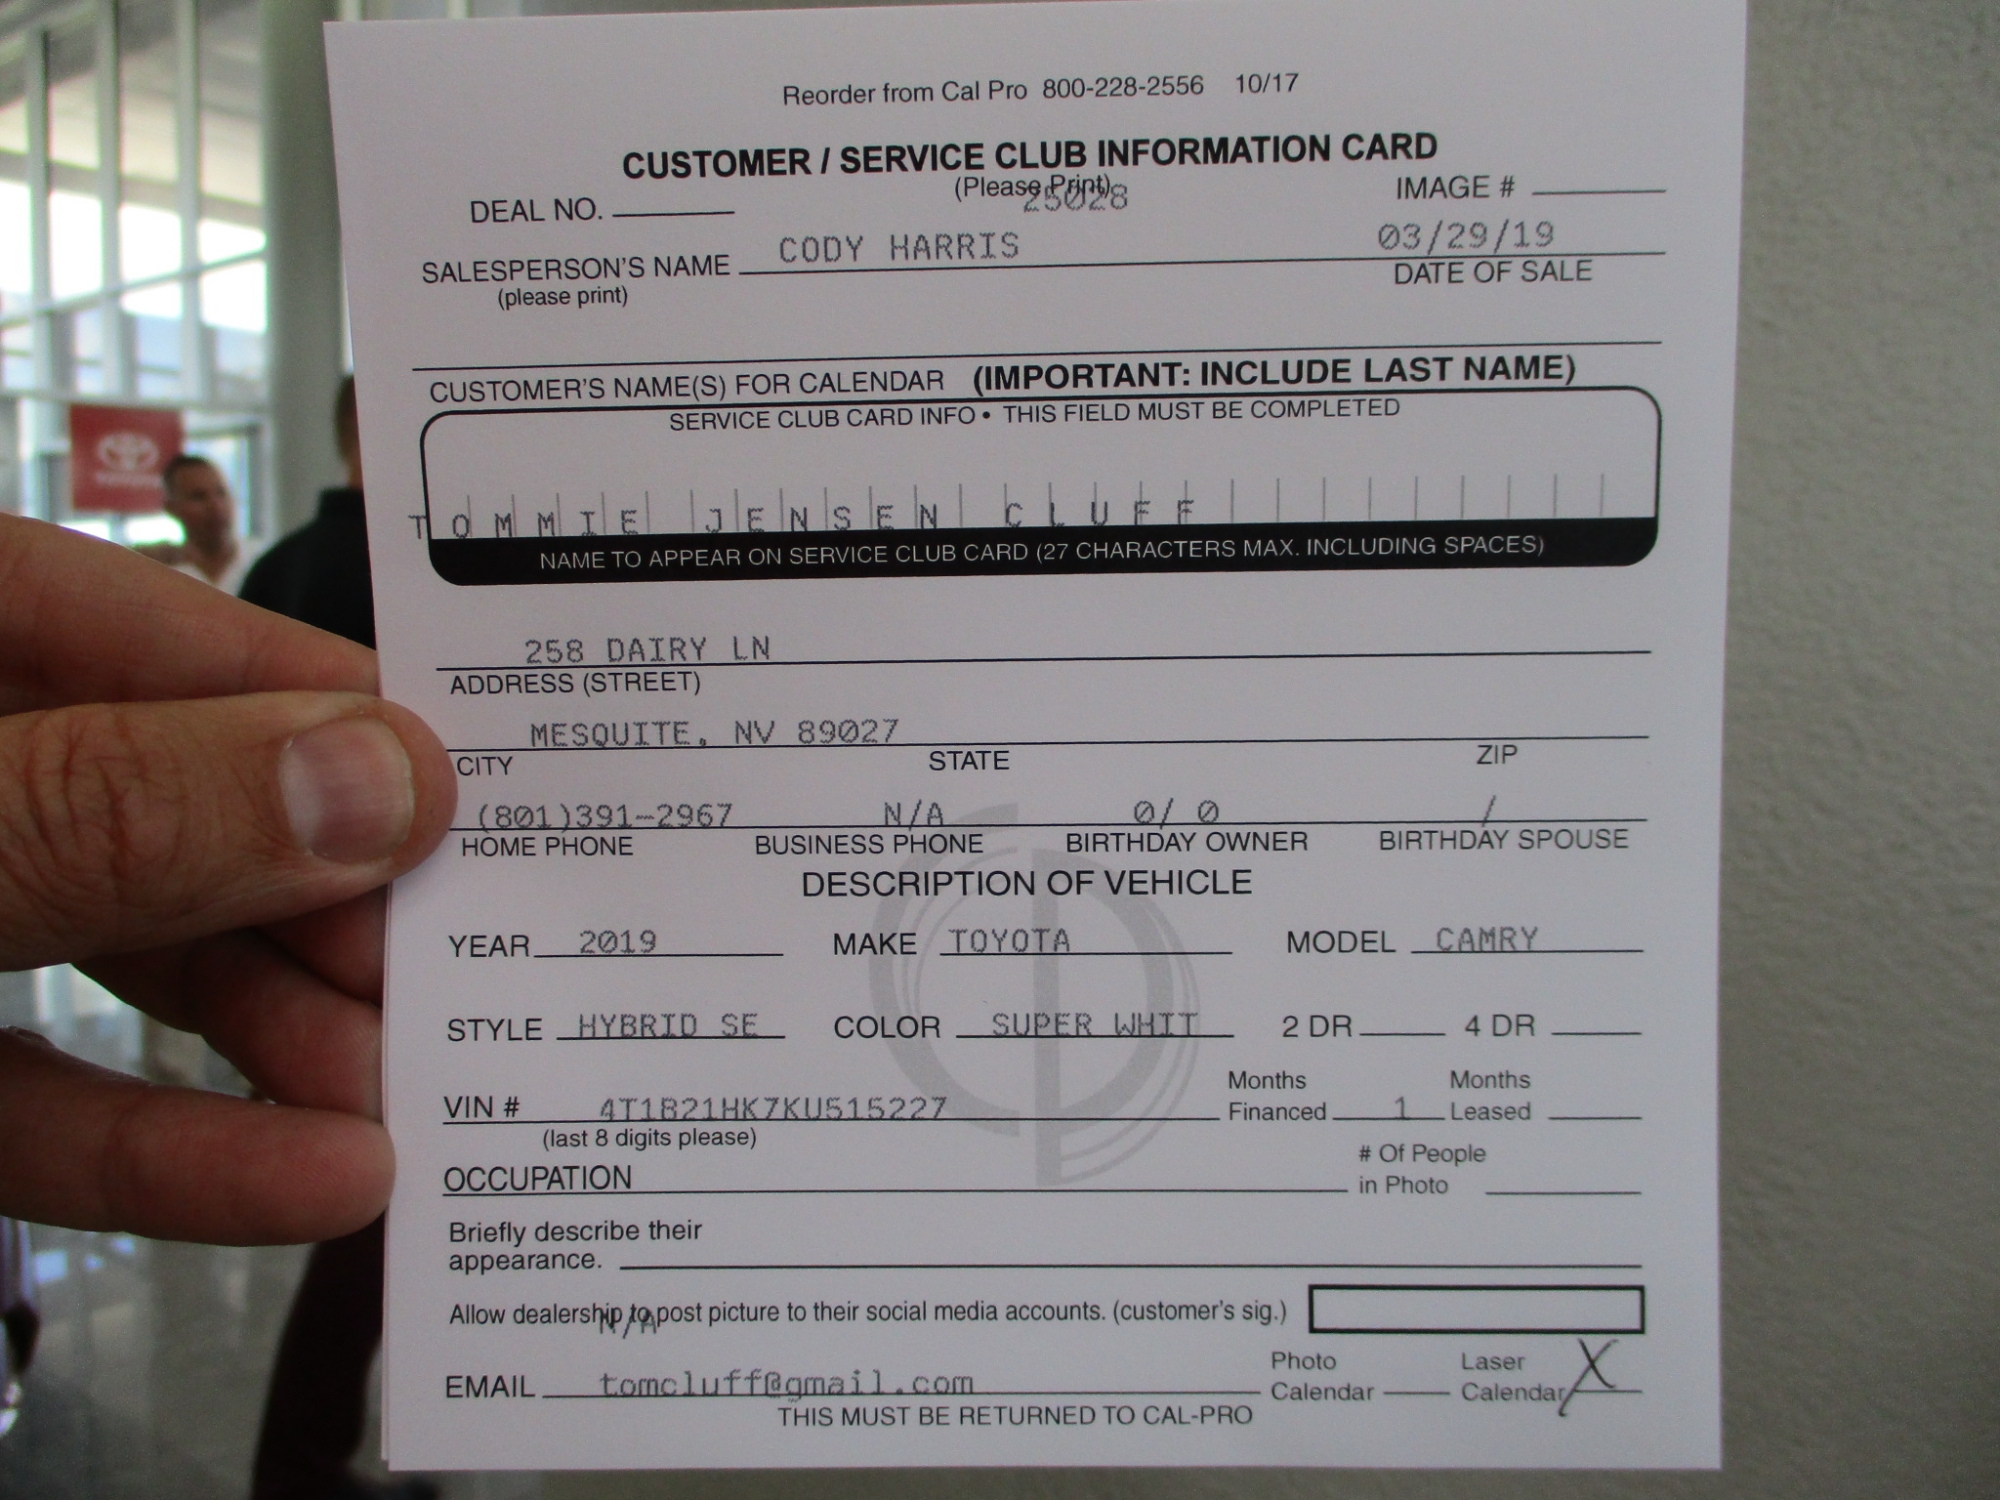 Reorder from Cal Pro 800-228-2556 10/17
CUSTOMER / SERVICE CLUB INFORMATION CARD
(Please Print)
25028
DEAL NO. IMAGE #
SALESPERSON'S NAME CODY HARRIS 03/29/19
(please print) DATE OF SALE
CUSTOMER'S NAME(S) FOR CALENDAR (IMPORTANT: INCLUDE LAST NAME)
SERVICE CLUB CARD INFO • THIS FIELD MUST BE COMPLETED
TOMMIE JENSEN CLUFF
NAME TO APPEAR ON SERVICE CLUB CARD (27 CHARACTERS MAX. INCLUDING SPACES)
258 DAIRY LN
ADDRESS (STREET)
MESQUITE, NV 89027
CITY STATE ZIP
(801)391-2967 N/A 0/ 0 /
HOME PHONE BUSINESS PHONE BIRTHDAY OWNER BIRTHDAY SPOUSE
DESCRIPTION OF VEHICLE
YEAR 2019 MAKE TOYOTA MODEL CAMRY
STYLE HYBRID SE COLOR SUPER WHIT 2 DR 4 DR
Months Months
VIN # 4T1B21HK7KU515227 Financed 1 Leased
(last 8 digits please)
# Of People
OCCUPATION in Photo
Briefly describe their
appearance.
Allow dealership to post picture to their social media accounts. (customer's sig.)
N/A
Photo Laser
EMAIL tomcluff@gmail.com Calendar Calendar X
THIS MUST BE RETURNED TO CAL-PRO